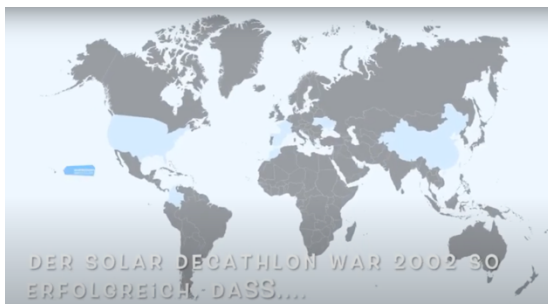 DER SOLAR DECATHLON WAR 2002 SO
ERFOLGREICH, DASS....